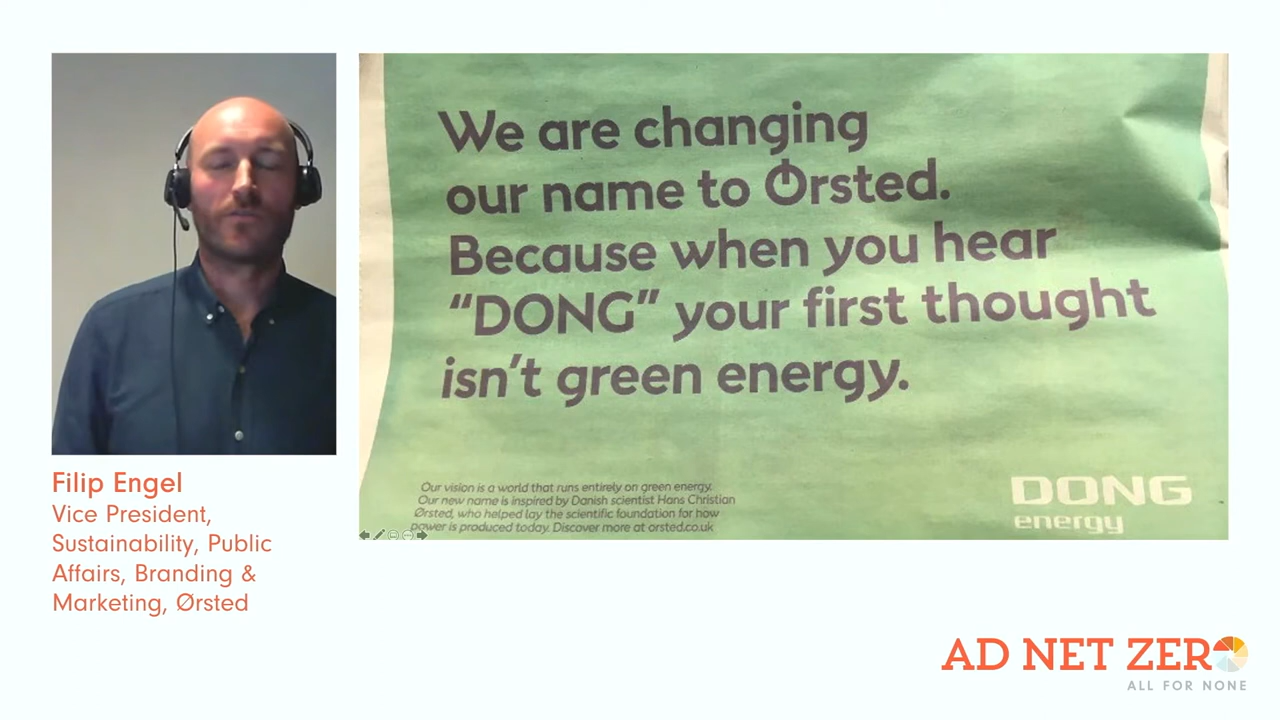 We are changing
our name to Ørsted.
Because when you hear
“DONG” your first thought
isn’t green energy.
Our vision is a world that runs entirely on green energy.
Our new name is inspired by Danish scientist Hans Christian
Ørsted, who helped lay the scientific foundation for how
power is produced today. Discover more at orsted.co.uk
DONG
energy
Filip Engel
Vice President,
Sustainability, Public
Affairs, Branding &
Marketing, Ørsted
AD NET ZERO
ALL FOR NONE